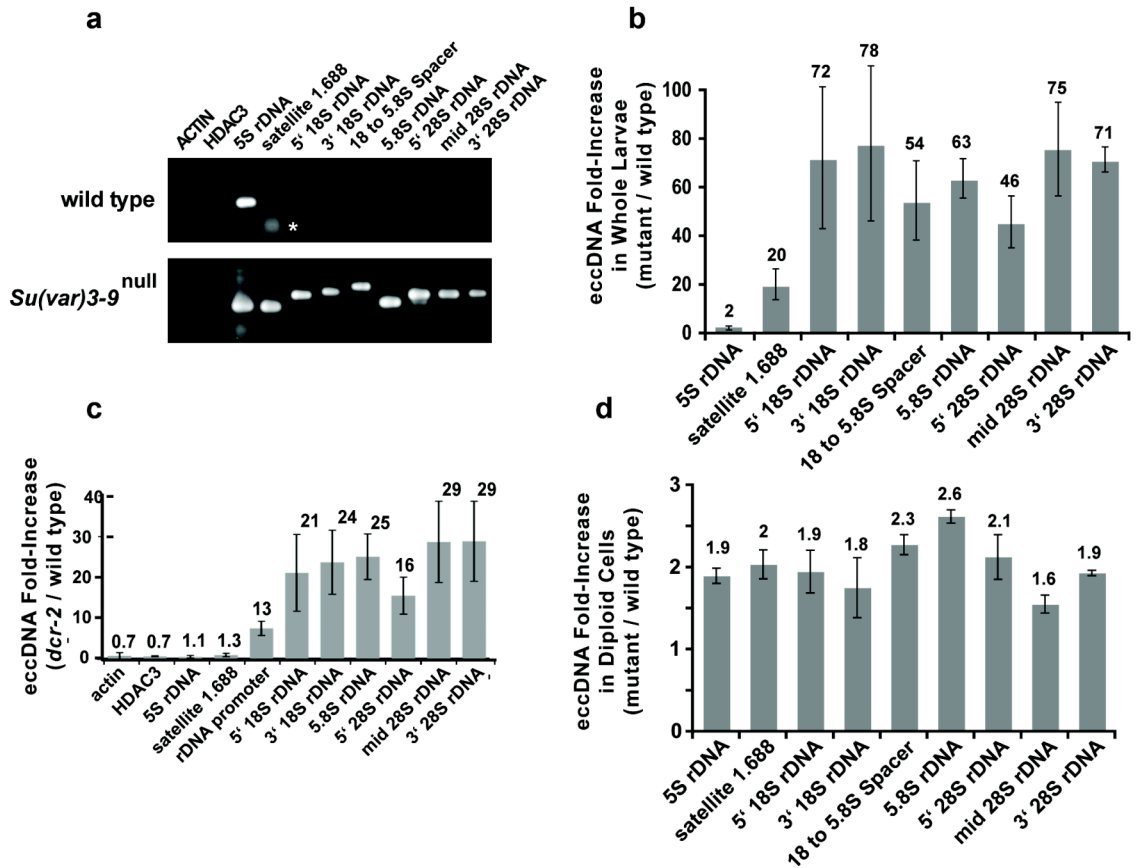 a
ACTIN
HDAC3
5S rDNA
satellite 1.688
5‘ 18S rDNA
3‘ 18S rDNA
18 to 5.8S Spacer
5.8S rDNA
5‘ 28S rDNA
mid 28S rDNA
3‘ 28S rDNA
wild type
*
Su(var)3-9 null
b
eccDNA Fold-Increase
in Whole Larvae
(mutant / wild type)
100
80
60
40
20
0
2
20
72
78
54
63
46
75
71
5S rDNA
satellite 1.688
5‘ 18S rDNA
3‘ 18S rDNA
18 to 5.8S Spacer
5.8S rDNA
5‘ 28S rDNA
mid 28S rDNA
3‘ 28S rDNA
c
eccDNA Fold-Increase
(dcr-2 / wild type)
40
30
20
10
0
0.7
0.7
1.1
1.3
13
21
24
25
16
29
29
actin
HDAC3
5S rDNA
satellite 1.688
rDNA promoter
5‘ 18S rDNA
3‘ 18S rDNA
5.8S rDNA
5‘ 28S rDNA
mid 28S rDNA
3‘ 28S rDNA
d
eccDNA Fold-Increase
in Diploid Cells
(mutant / wild type)
3
2
1
0
1.9
2
1.9
1.8
2.3
2.6
2.1
1.6
1.9
5S rDNA
satellite 1.688
5‘ 18S rDNA
3‘ 18S rDNA
18 to 5.8S Spacer
5.8S rDNA
5‘ 28S rDNA
mid 28S rDNA
3‘ 28S rDNA